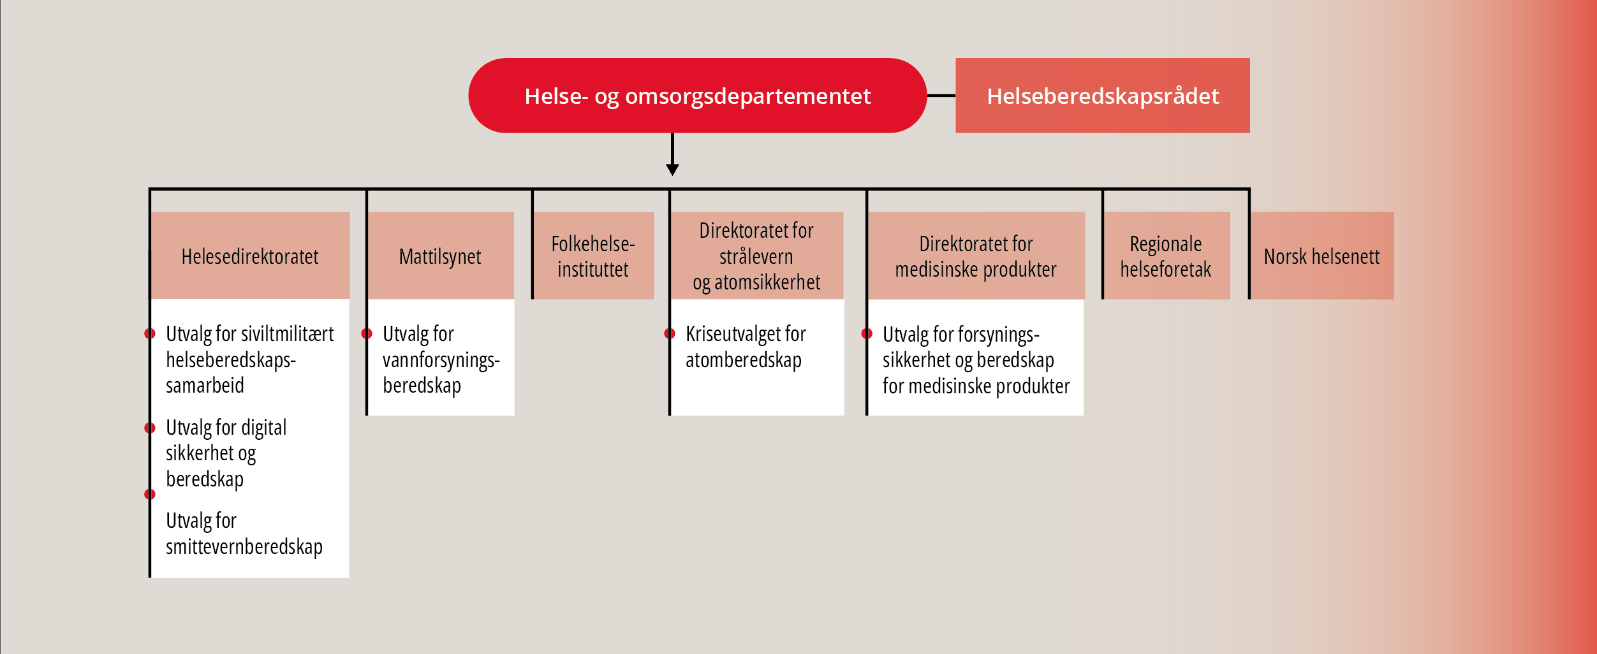 Helse- og omsorgsdepartementet
Helseberedskapsrådet
Helesedirektoratet
Utvalg for siviltmilitært
helseberedskaps-
samarbeid
Utvalg for digital
sikkerhet og
beredskap
Utvalg for
smittevernberedskap
Mattilsynet
Utvalg for
vannforsynings-
beredskap
Folkehelse-
instituttet
Direktoratet for
strålevern
og atomsikkerhet
Kriseutvalget for
atomberedskap
Direktoratet for
medisinske produkter
Utvalg for forsynings-
sikkerhet og beredskap
for medisinske produkter
Regionale
helseforetak
Norsk helsenett